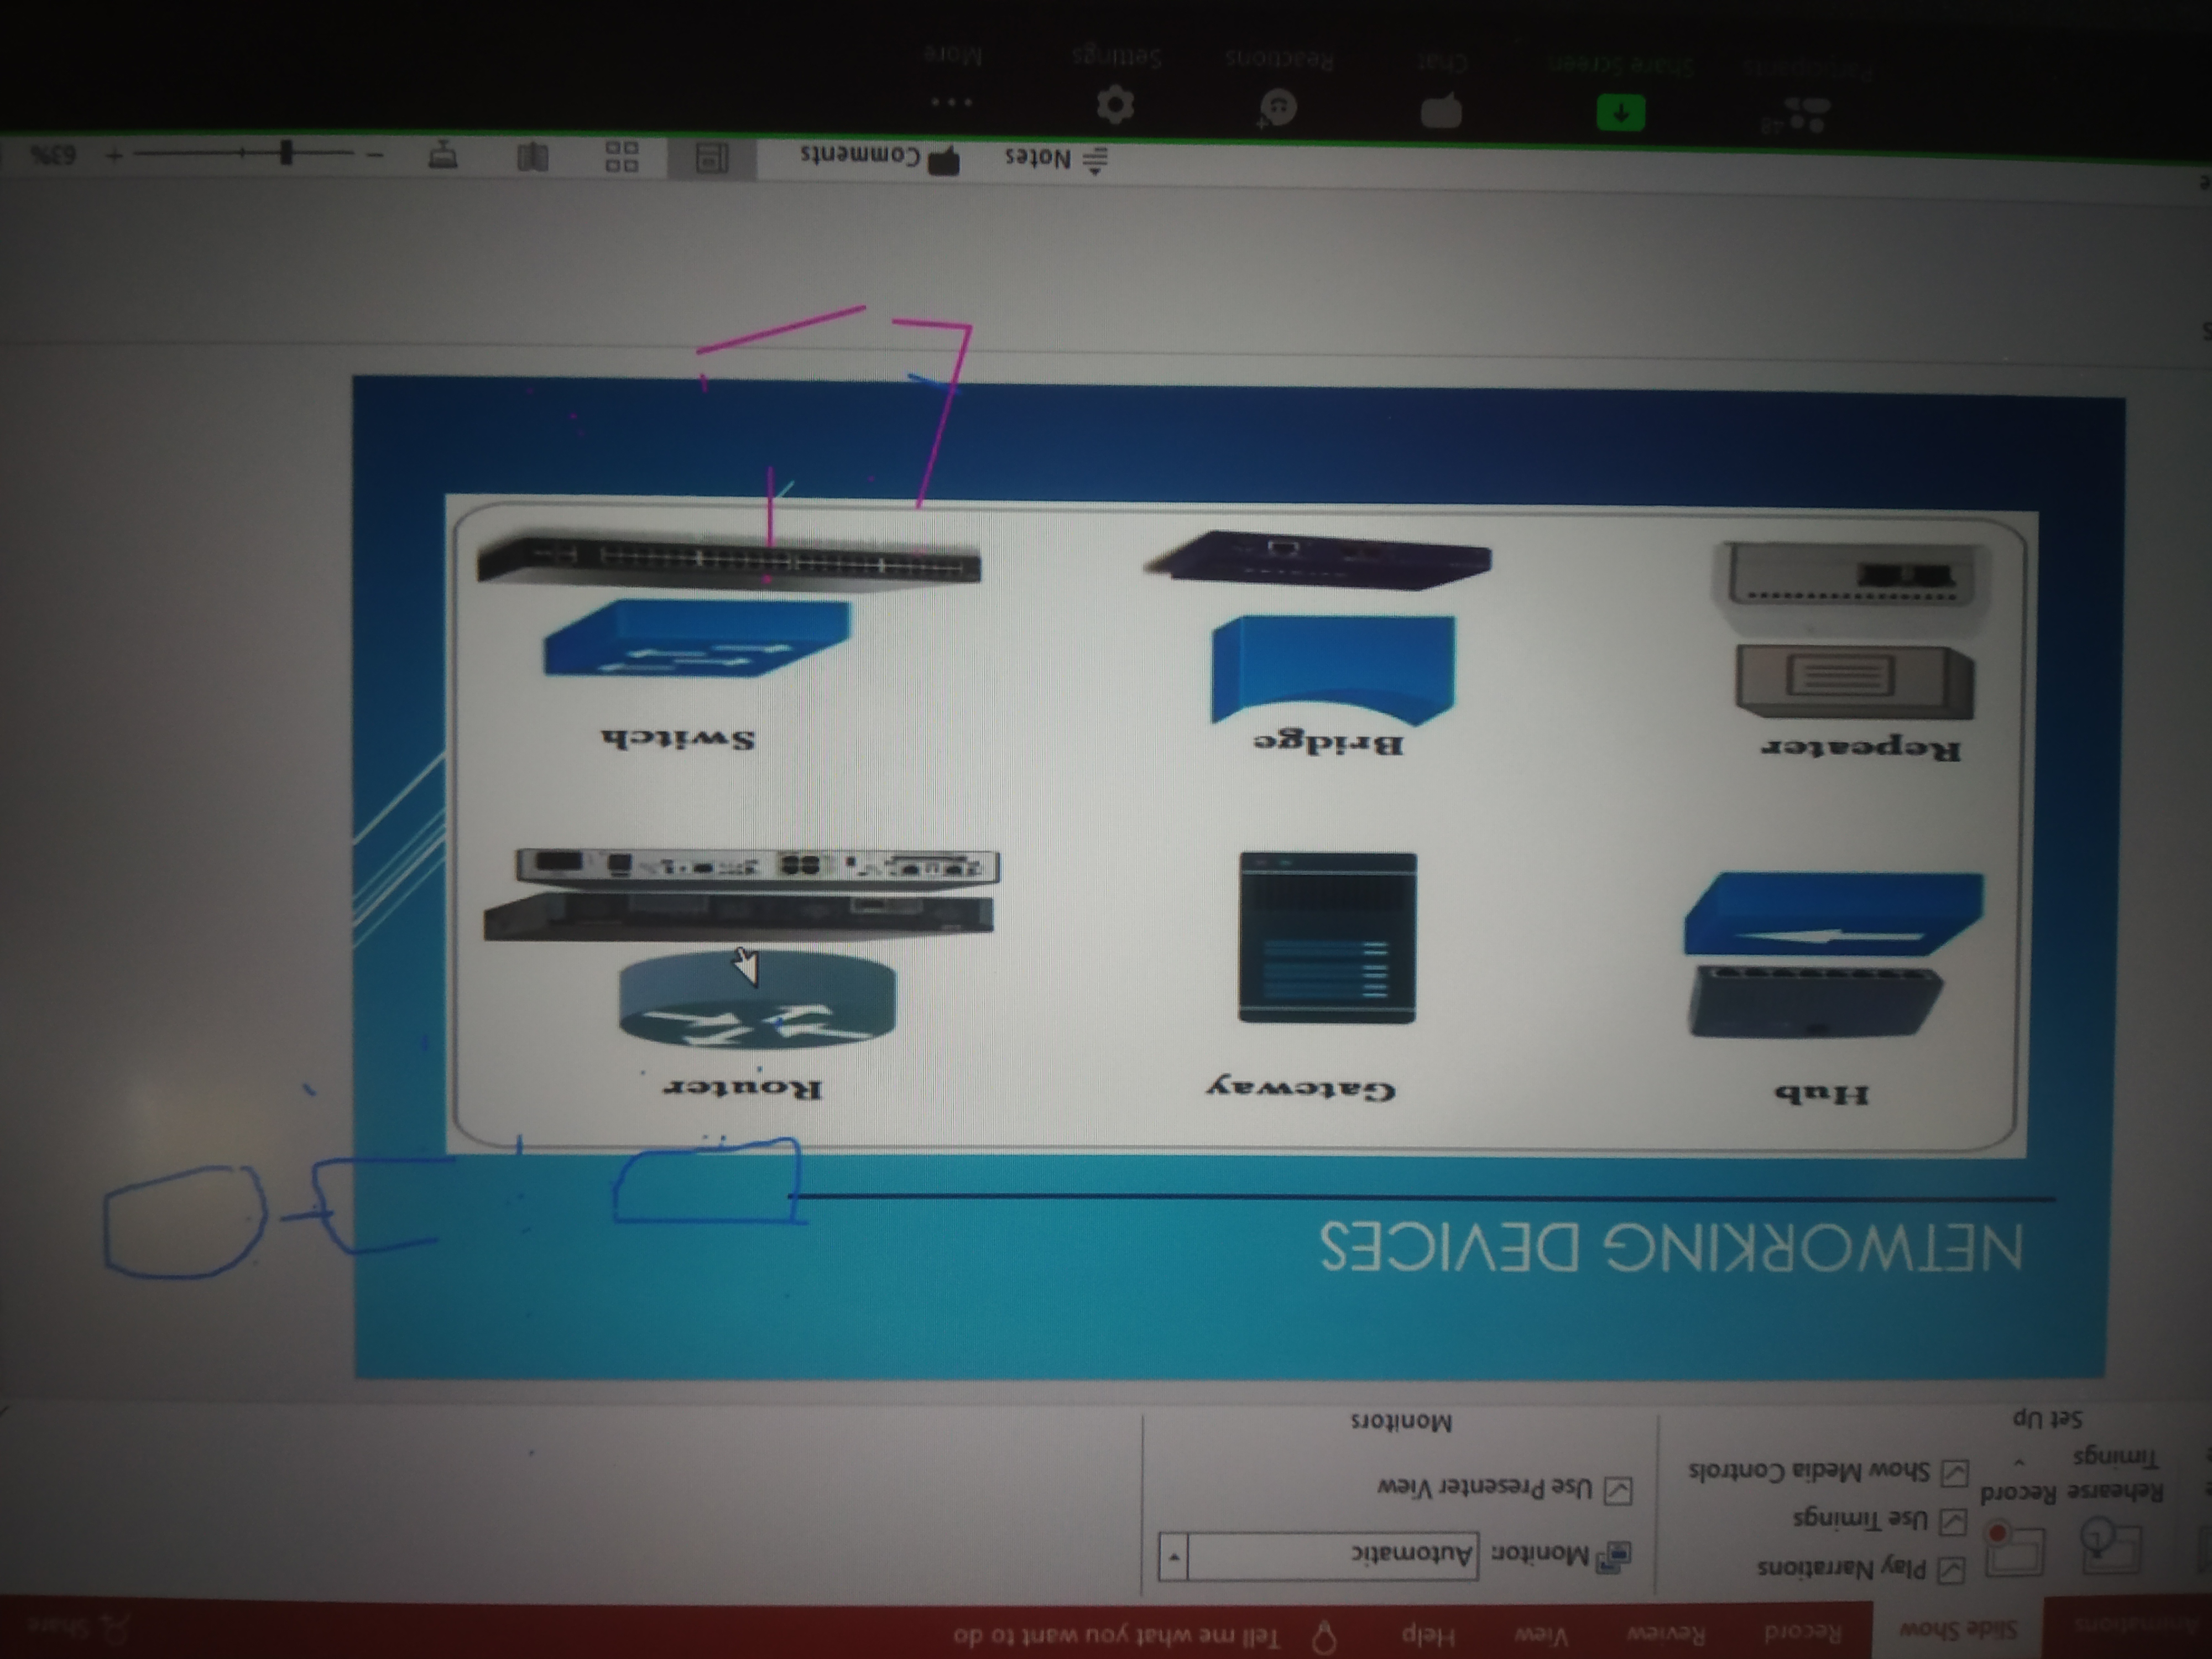 Animations Slide Show Record Review View Help Tell me what you want to do Share
Rehearse Timings
Record
Play Narrations
Use Timings
Show Media Controls
Set Up
Monitor: Automatic
Use Presenter View
Monitors
NETWORKING DEVICES
Hub Gateway Router
Repeater Bridge Switch
Notes Comments 63%
48
Participants Share Screen Chat Reactions Settings More